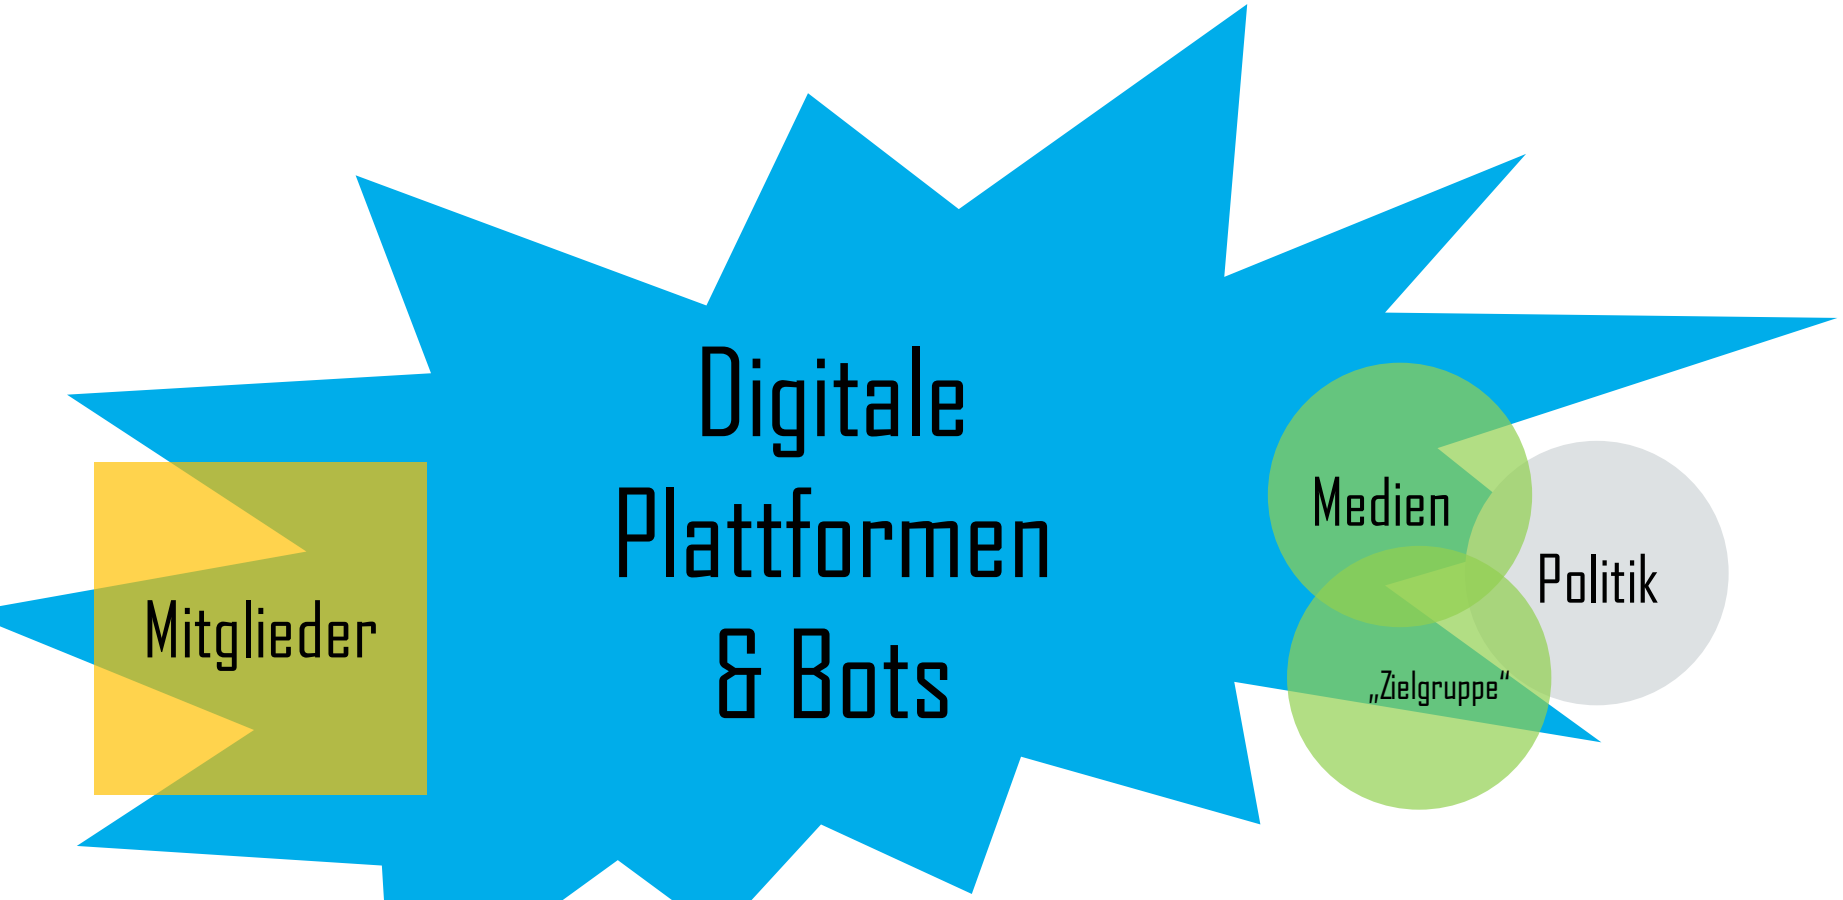 Digitale
Plattformen
& Bots
Mitglieder
Medien
Politik
„Zielgruppe“